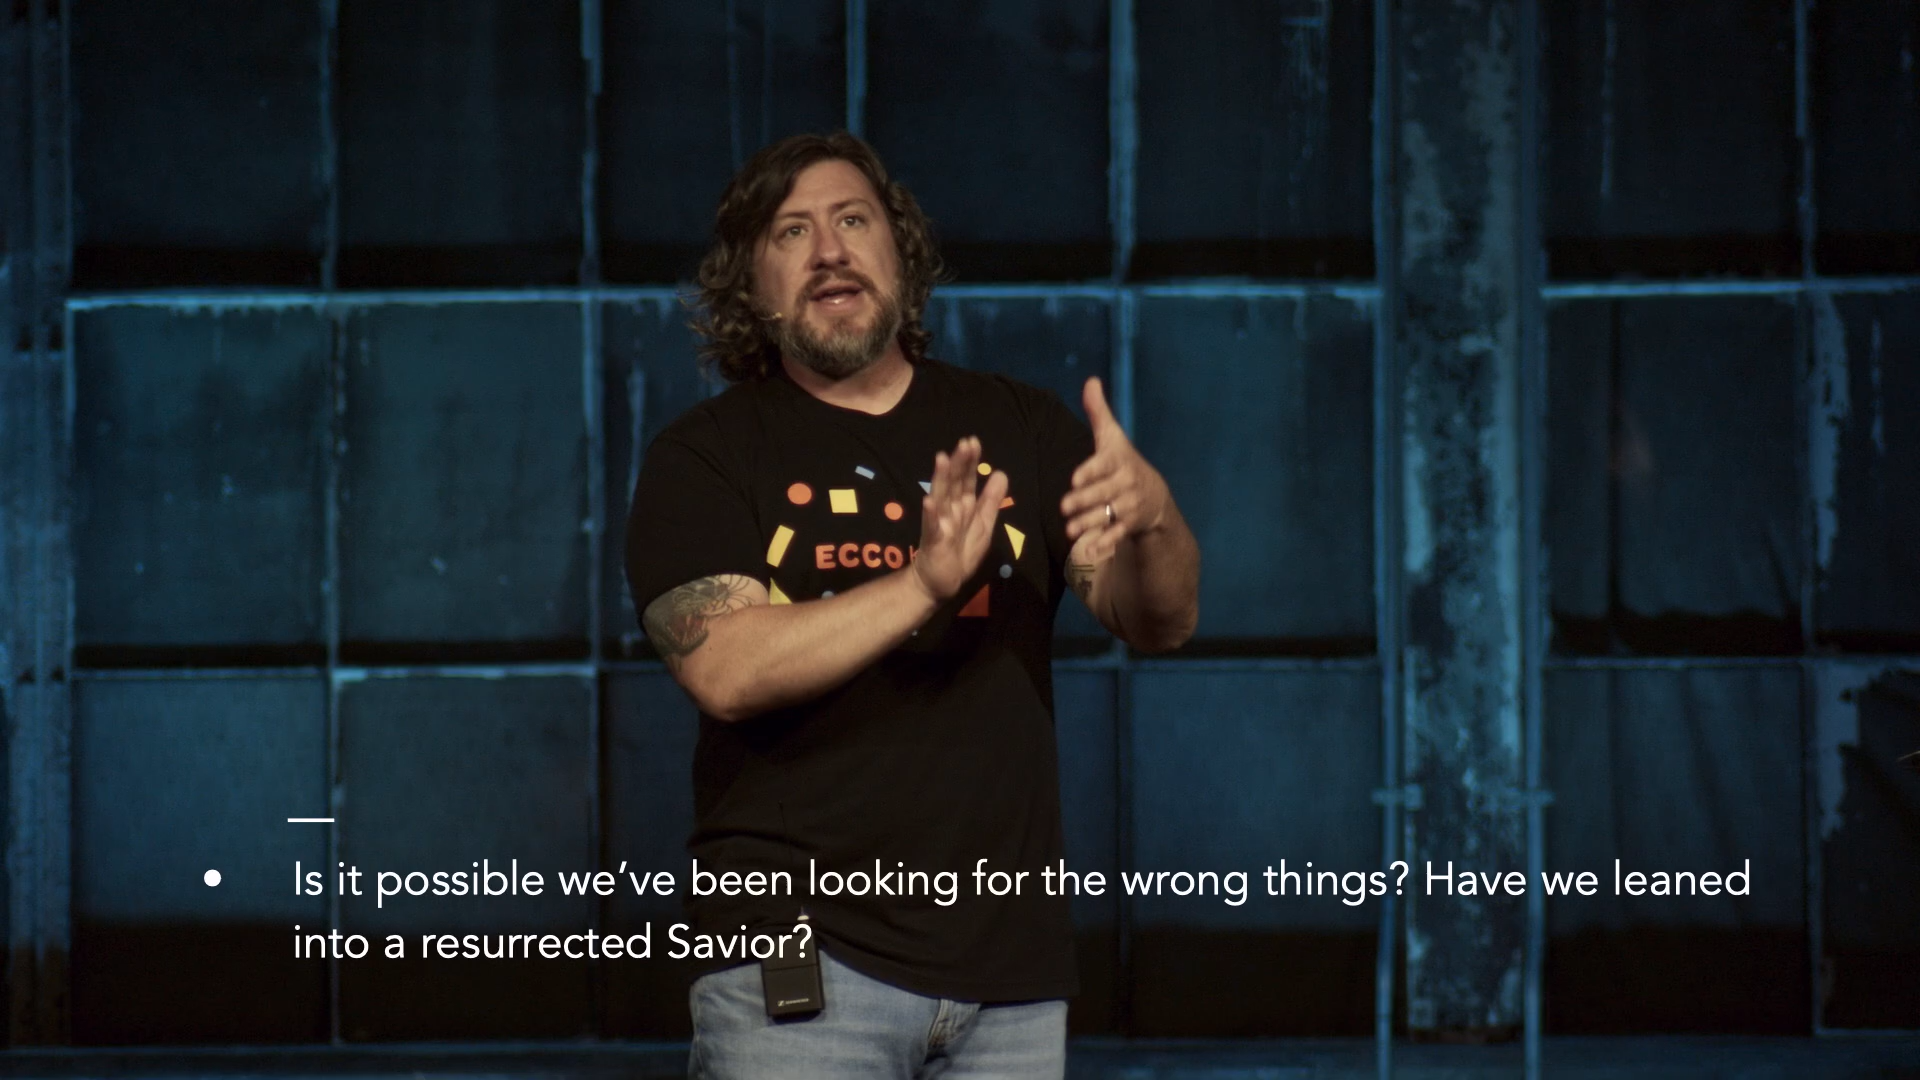 ECCO
• Is it possible we’ve been looking for the wrong things? Have we leaned
into a resurrected Savior?